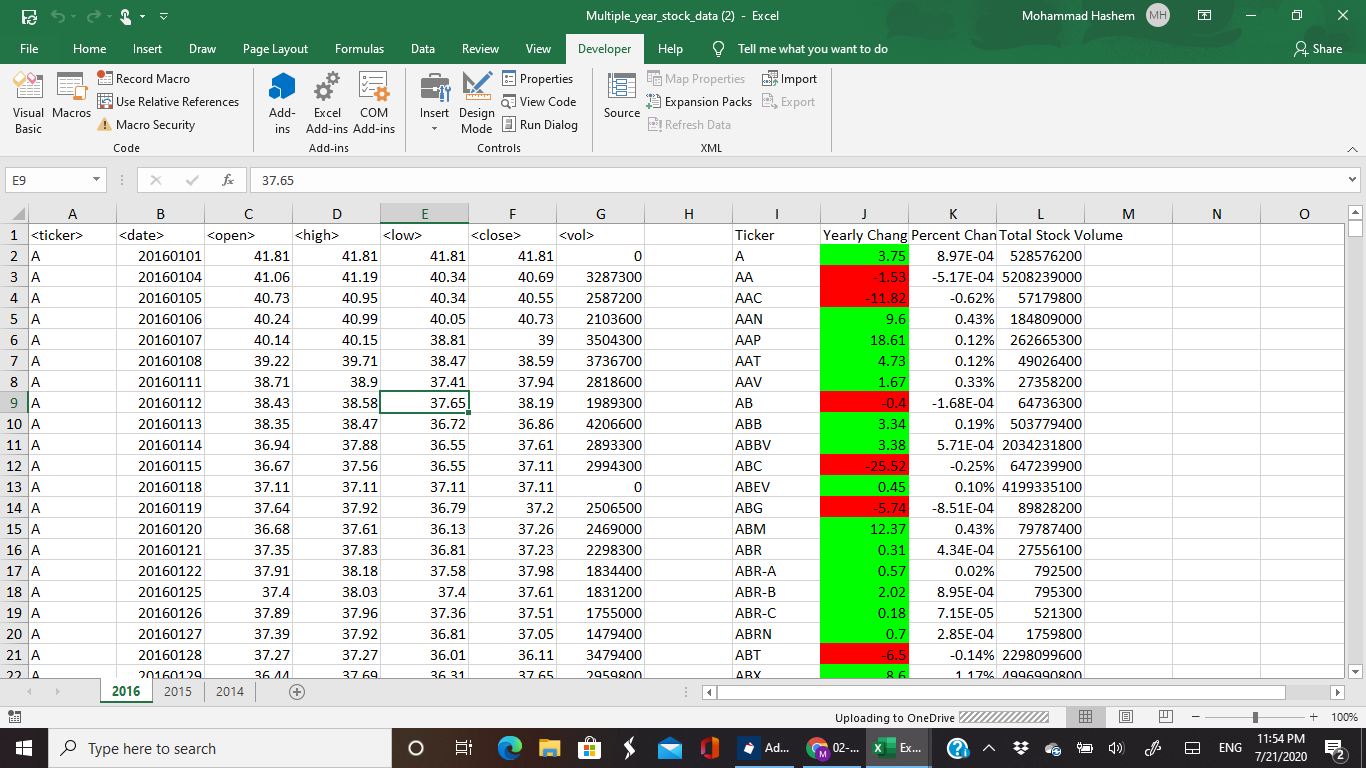 Multiple_year_stock_data (2) - Excel
Mohammad Hashem MH
File Home Insert Draw Page Layout Formulas Data Review View Developer Help Tell me what you want to do Share
Visual Basic
Macros
Record Macro
Use Relative References
Macro Security
Code
Add-ins
Excel Add-ins
COM Add-ins
Add-ins
Insert
Design Mode
Properties
View Code
Run Dialog
Controls
Source
Map Properties
Expansion Packs
Refresh Data
Import
Export
XML
E9 fx 37.65
A B C D E F G H I J K L M N O
1 <ticker> <date> <open> <high> <low> <close> <vol> Ticker Yearly Chang Percent Chan Total Stock Volume
2 A 20160101 41.81 41.81 41.81 41.81 0 A 3.75 8.97E-04 528576200
3 A 20160104 41.06 41.19 40.34 40.69 3287300 AA -1.53 -5.17E-04 5208239000
4 A 20160105 40.73 40.95 40.34 40.55 2587200 AAC -11.82 -0.62% 57179800
5 A 20160106 40.24 40.99 40.05 40.73 2103600 AAN 9.6 0.43% 184809000
6 A 20160107 40.14 40.15 38.81 39 3504300 AAP 18.61 0.12% 262665300
7 A 20160108 39.22 39.71 38.47 38.59 3736700 AAT 4.73 0.12% 49026400
8 A 20160111 38.71 38.9 37.41 37.94 2818600 AAV 1.67 0.33% 27358200
9 A 20160112 38.43 38.58 37.65 38.19 1989300 AB -0.4 -1.68E-04 64736300
10 A 20160113 38.35 38.47 36.72 36.86 4206600 ABB 3.34 0.19% 503779400
11 A 20160114 36.94 37.88 36.55 37.61 2893300 ABBV 3.38 5.71E-04 2034231800
12 A 20160115 36.67 37.56 36.55 37.11 2994300 ABC -25.52 -0.25% 647239900
13 A 20160118 37.11 37.11 37.11 37.11 0 ABEV 0.45 0.10% 4199335100
14 A 20160119 37.64 37.92 36.79 37.2 2506500 ABG -5.74 -8.51E-04 89828200
15 A 20160120 36.68 37.61 36.13 37.26 2469000 ABM 12.37 0.43% 79787400
16 A 20160121 37.35 37.83 36.81 37.23 2298300 ABR 0.31 4.34E-04 27556100
17 A 20160122 37.91 38.18 37.58 37.98 1834400 ABR-A 0.57 0.02% 792500
18 A 20160125 37.4 38.03 37.4 37.61 1831200 ABR-B 2.02 8.95E-04 795300
19 A 20160126 37.89 37.96 37.36 37.51 1755000 ABR-C 0.18 7.15E-05 521300
20 A 20160127 37.39 37.92 36.81 37.05 1479400 ABRN 0.7 2.85E-04 1759800
21 A 20160128 37.27 37.27 36.01 36.11 3479400 ABT -6.5 -0.14% 2298099600
22 A 20160129 36.44 37.69 36.31 37.65 2959800 ABX 8.6 1.17% 4996990800
2016 2015 2014
Uploading to OneDrive 100%
Type here to search
Ad... 02-... Ex...
ENG
11:54 PM
7/21/2020
2